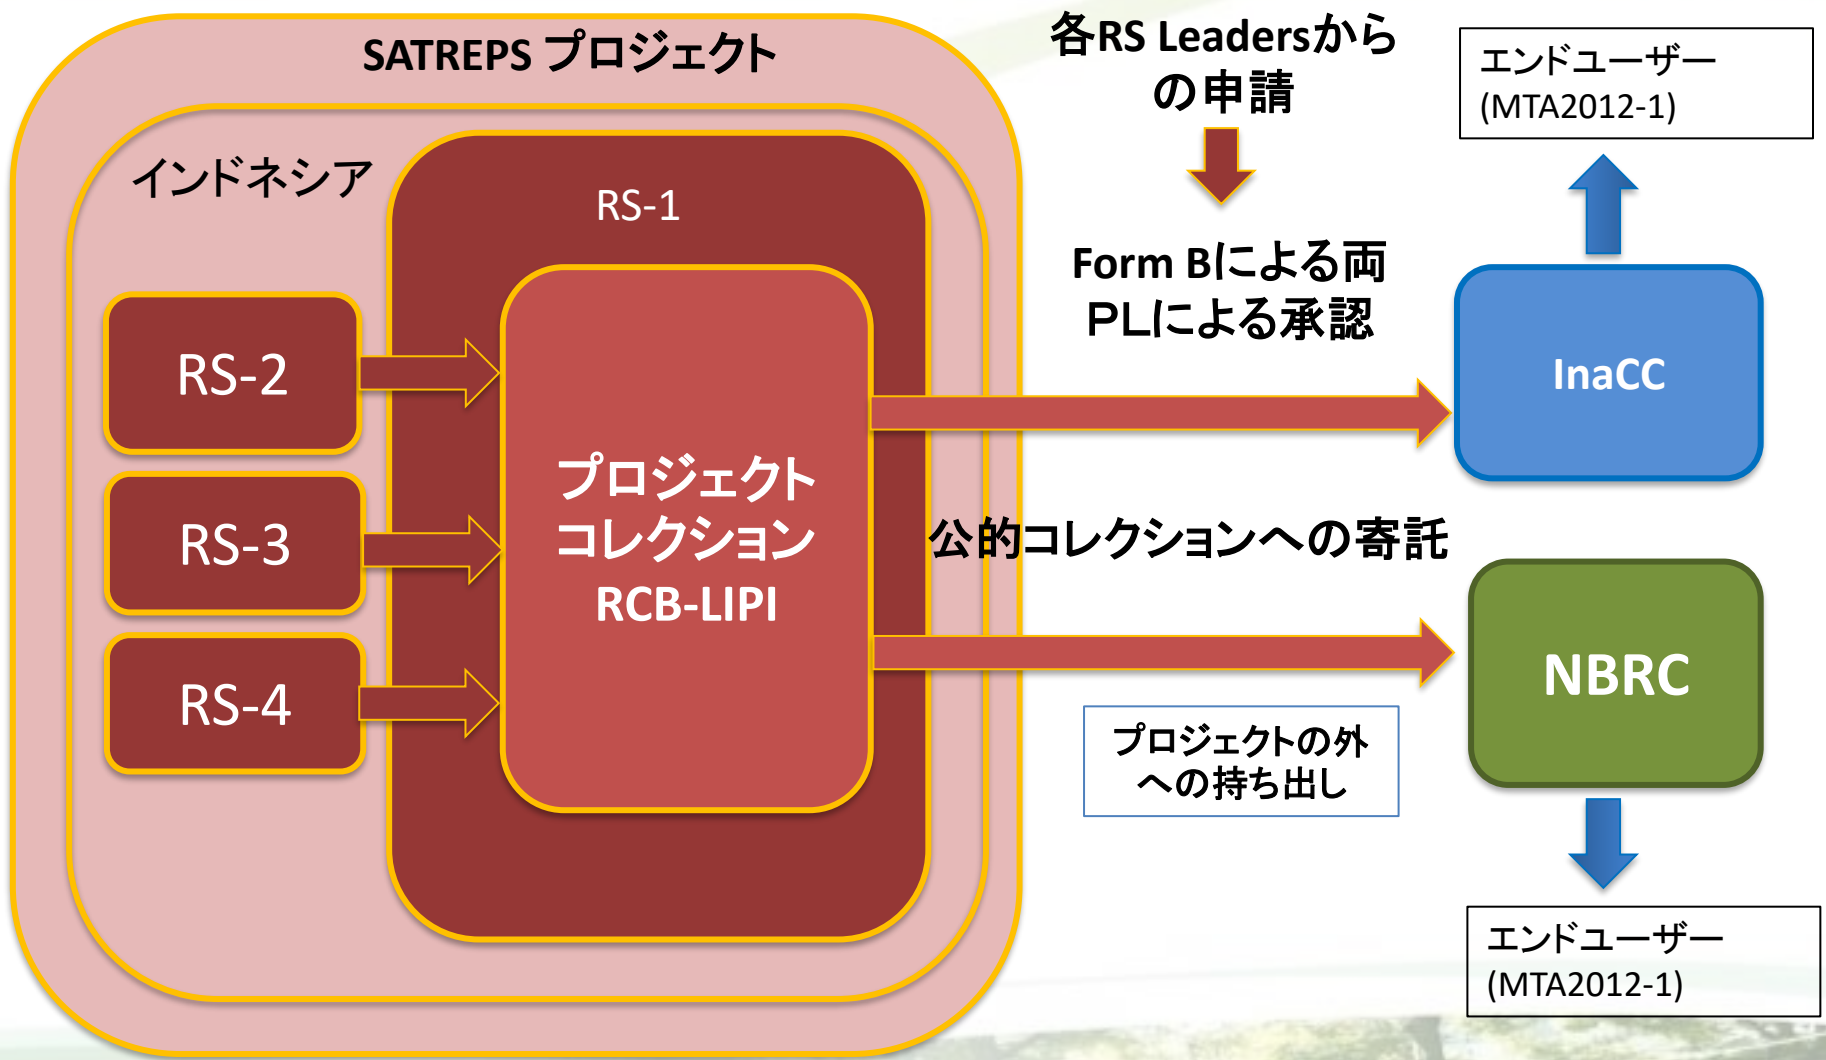 SATREPS プロジェクト
インドネシア
RS-1
RS-2
RS-3
RS-4
プロジェクト
コレクション
RCB-LIPI
各RS Leadersから
の申請
Form Bによる両
PLによる承認
公的コレクションへの寄託
プロジェクトの外
への持ち出し
エンドユーザー
(MTA2012-1)
InaCC
NBRC
エンドユーザー
(MTA2012-1)